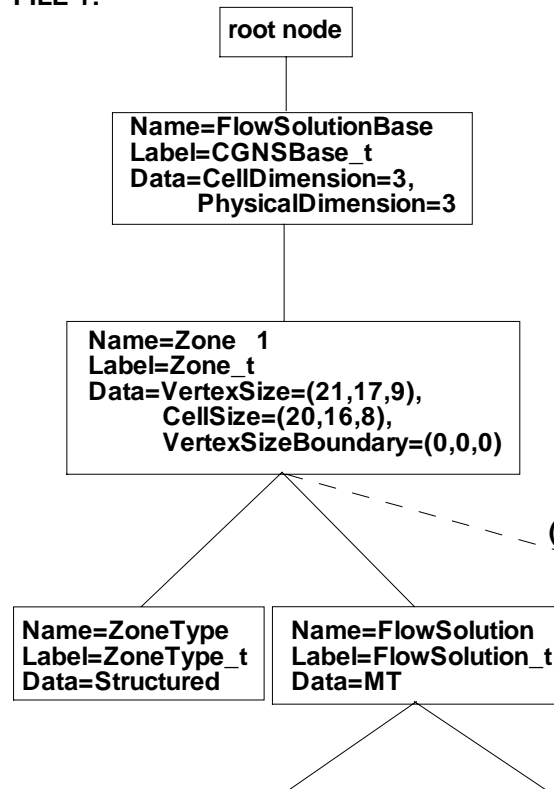 FILE 1:
root node
Name=FlowSolutionBase
Label=CGNSBase_t
Data=CellDimension=3,
PhysicalDimension=3
Name=Zone 1
Label=Zone_t
Data=VertexSize=(21,17,9),
CellSize=(20,16,8),
VertexSizeBoundary=(0,0,0)
(
Name=ZoneType
Label=ZoneType_t
Data=Structured
Name=FlowSolution
Label=FlowSolution_t
Data=MT